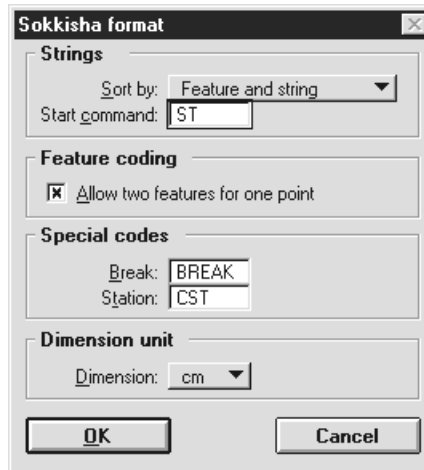 Sokkisha format
Strings
Sort by: Feature and string
Start command: ST
Feature coding
Allow two features for one point
Special codes
Break: BREAK
Station: CST
Dimension unit
Dimension: cm
OK Cancel